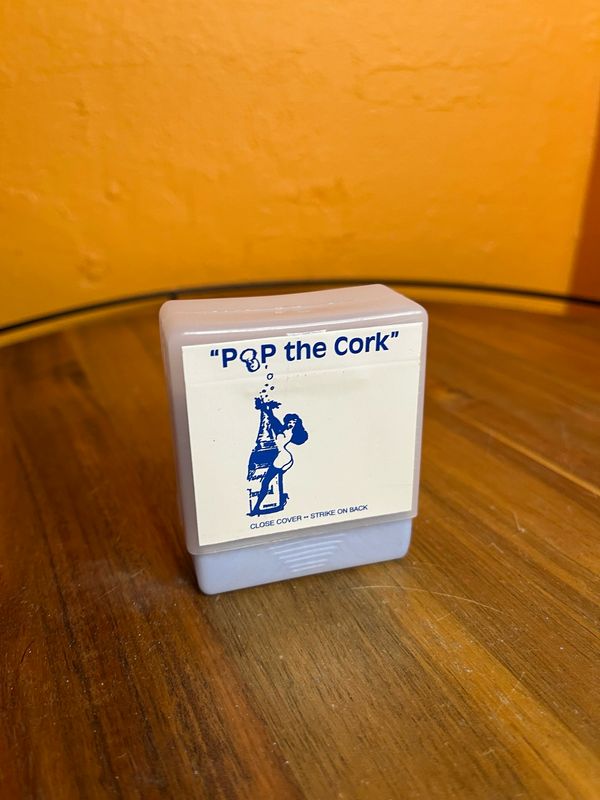 “POP the Cork”
CLOSE COVER -- STRIKE ON BACK